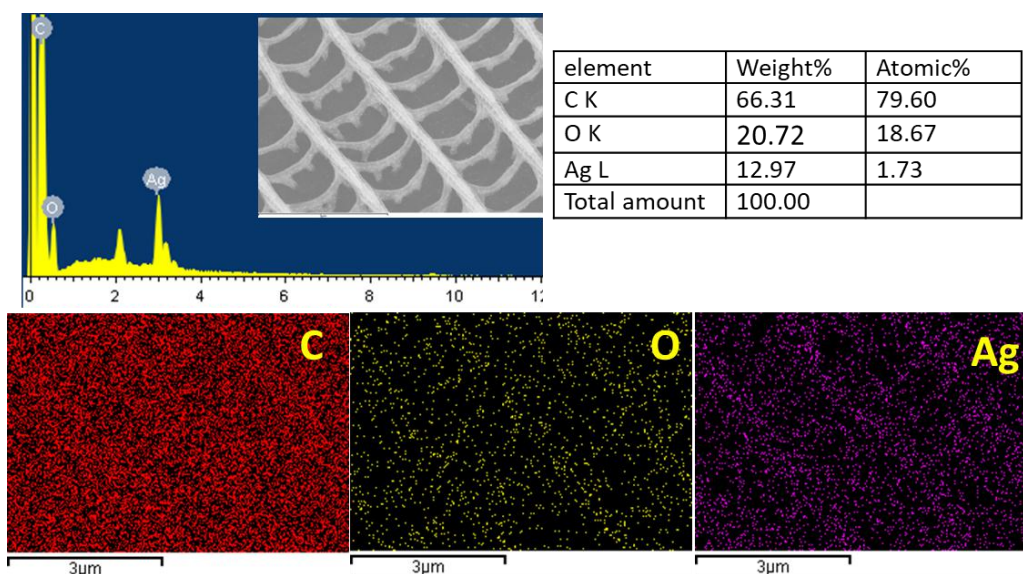 C
O
Ag
0 2 4 6 8 10 12
element Weight% Atomic%
C K 66.31 79.60
O K 20.72 18.67
Ag L 12.97 1.73
Total amount 100.00
C
O
Ag
3μm
3μm
3μm